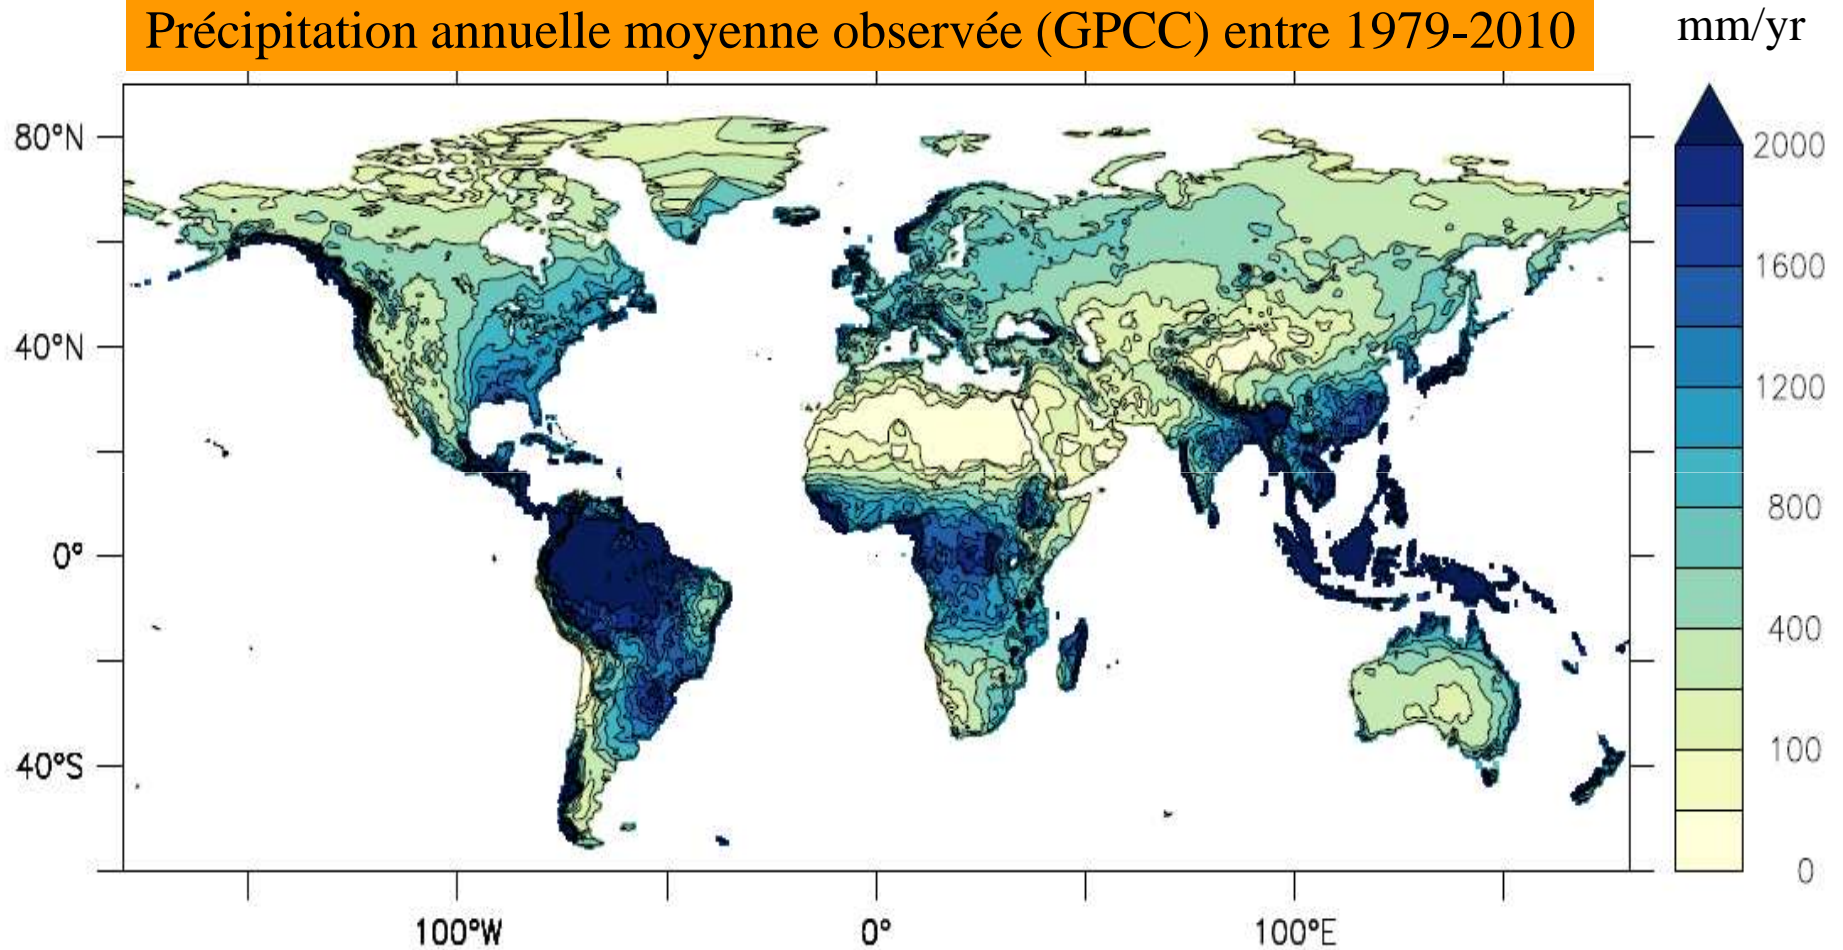 Précipitation annuelle moyenne observée (GPCC) entre 1979-2010
mm/yr
80°N
40°N
0°
40°S
100°W
0°
100°E
2000
1600
1200
800
400
100
0